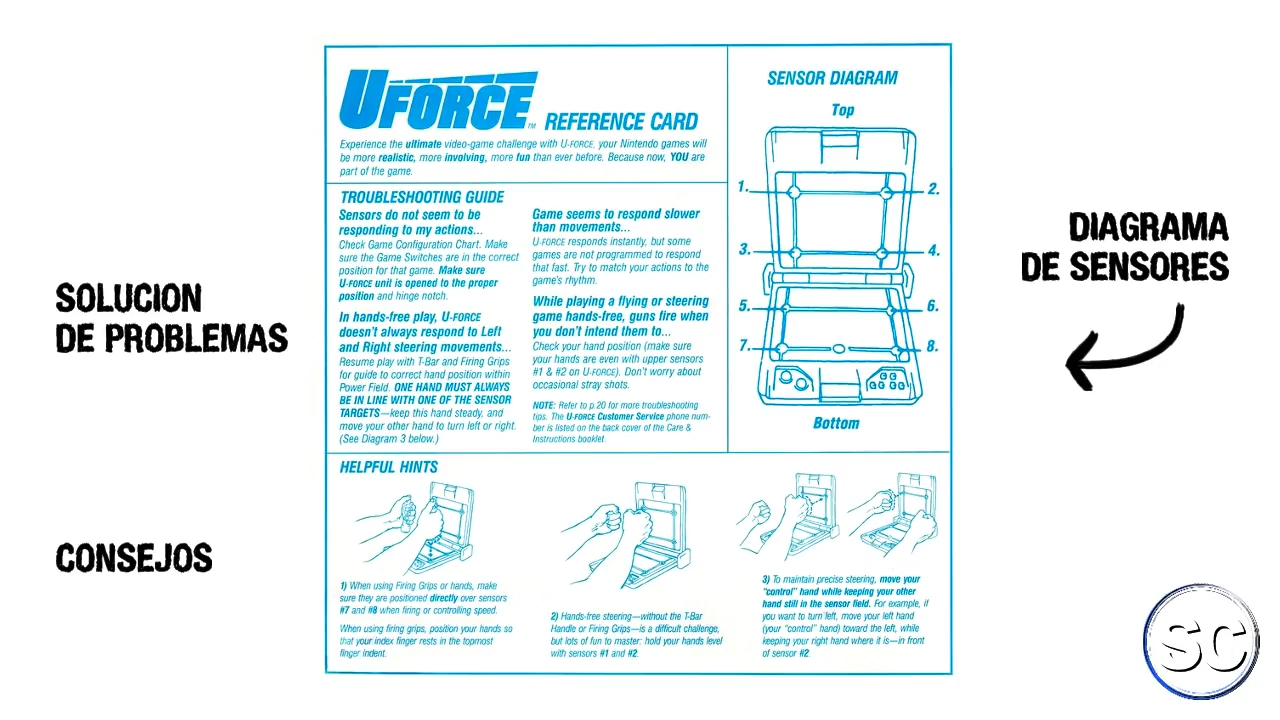 SOLUCION
DE PROBLEMAS
CONSEJOS
UFORCE™ REFERENCE CARD
Experience the ultimate video-game challenge with U-FORCE, your Nintendo games will
be more realistic, more involving, more fun than ever before. Because now, YOU are
part of the game.
TROUBLESHOOTING GUIDE
Sensors do not seem to be
responding to my actions...
Check Game Configuration Chart. Make
sure the Game Switches are in the correct
position for that game. Make sure
U-FORCE unit is opened to the proper
position and hinge notch.
In hands-free play, U-FORCE
doesn't always respond to Left
and Right steering movements...
Resume play with T-Bar and Firing Grips
for guide to correct hand position within
Power Field. ONE HAND MUST ALWAYS
BE IN LINE WITH ONE OF THE SENSOR
TARGETS—keep this hand steady, and
move your other hand to turn left or right.
(See Diagram 3 below.)
Game seems to respond slower
than movements...
U-FORCE responds instantly, but some
games are not programmed to respond
that fast. Try to match your actions to the
game's rhythm.
While playing a flying or steering
game hands-free, guns fire when
you don't intend them to...
Check your hand position (make sure
your hands are even with upper sensors
#1 & #2 on U-FORCE). Don't worry about
occasional stray shots.
NOTE: Refer to p.20 for more troubleshooting
tips. The U-FORCE Customer Service phone num-
ber is listed on the back cover of the Care &
Instructions booklet.
SENSOR DIAGRAM
Top
1. 2.
3. 4.
5. 6.
7. 8.
Bottom
HELPFUL HINTS
1) When using Firing Grips or hands, make
sure they are positioned directly over sensors
#7 and #8 when firing or controlling speed.
When using firing grips, position your hands so
that your index finger rests in the topmost
finger indent.
2) Hands-free steering—without the T-Bar
Handle or Firing Grips—is a difficult challenge,
but lots of fun to master: hold your hands level
with sensors #1 and #2.
3) To maintain precise steering, move your
"control" hand while keeping your other
hand still in the sensor field. For example, if
you want to turn left, move your left hand
(your "control" hand) toward the left, while
keeping your right hand where it is—in front
of sensor #2.
DIAGRAMA
DE SENSORES
SC